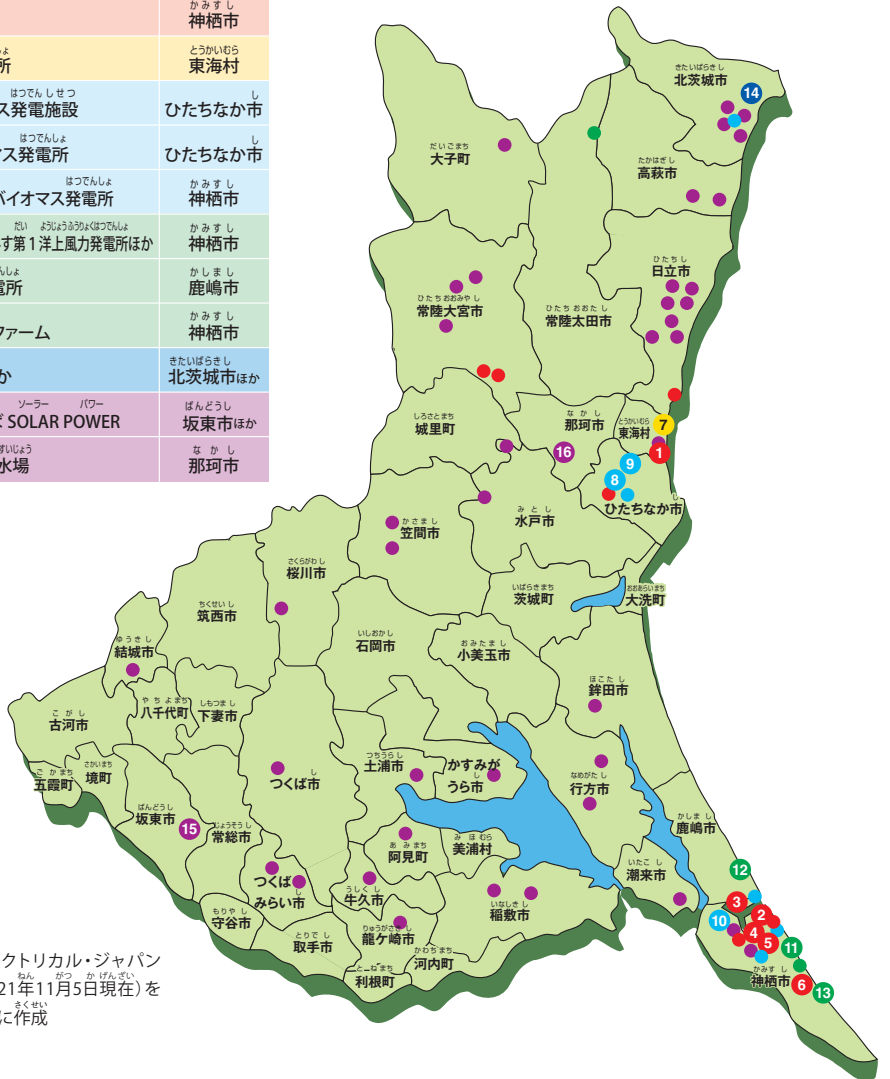 かみすし
神栖市
しょ
所
とうかいむら
東海村
はつでんしせつ
ス発電施設
し
ひたちなか市
はつでんしょ
マス発電所
し
ひたちなか市
はつでんしょ
バイオマス発電所
かみすし
神栖市
だい ようじょうふうりょくはつでんしょ
す第1洋上風力発電所ほか
かみすし
神栖市
んしょ
電所
かしまし
鹿嶋市
ファーム
かみすし
神栖市
か
きたいばらきし
北茨城市ほか
ソーラー パワー
SOLAR POWER
ばんどうし
坂東市ほか
すいじょう
水場
なかし
那珂市
きたいばらきし
北茨城市
14
だいごまち
大子町
たかはぎし
高萩市
ひたちし
日立市
ひたちおおみやし
常陸大宮市
ひたちおおたし
常陸太田市
しろさとまち
城里町
なかし
那珂市
とうかいむら
東海村
7
16
1
9
8
し
ひたちなか市
みとし
水戸市
かさまし
笠間市
さくらがわし
桜川市
いばらきまち
茨城町
おおあらいまち
大洗町
ちくせいし
筑西市
いしおかし
石岡市
おみたまし
小美玉市
ゆうきし
結城市
ほこたし
鉾田市
やちよまち
八千代町
しもつまし
下妻市
こがし
古河市
さかいまち
境町
ごかまち
五霞町
し
つくば市
つちうらし
土浦市
かすみが
し
うら市
なめがたし
行方市
ばんどうし
坂東市
15
じょうそうし
常総市
かしまし
鹿嶋市
あみまち
阿見町
みほむら
美浦村
いたこし
潮来市
12
つくば
し
みらい市
うしくし
牛久市
いなしきし
稲敷市
3
2
10
4
5
11
もりやし
守谷市
とりでし
取手市
りゅうがさきし
龍ケ崎市
かわちまち
河内町
とねまち
利根町
かみすし
神栖市
6
13
クトリカル・ジャパン
ねん がつ か げんざい
21年11月5日現在)を
さくせい
に作成